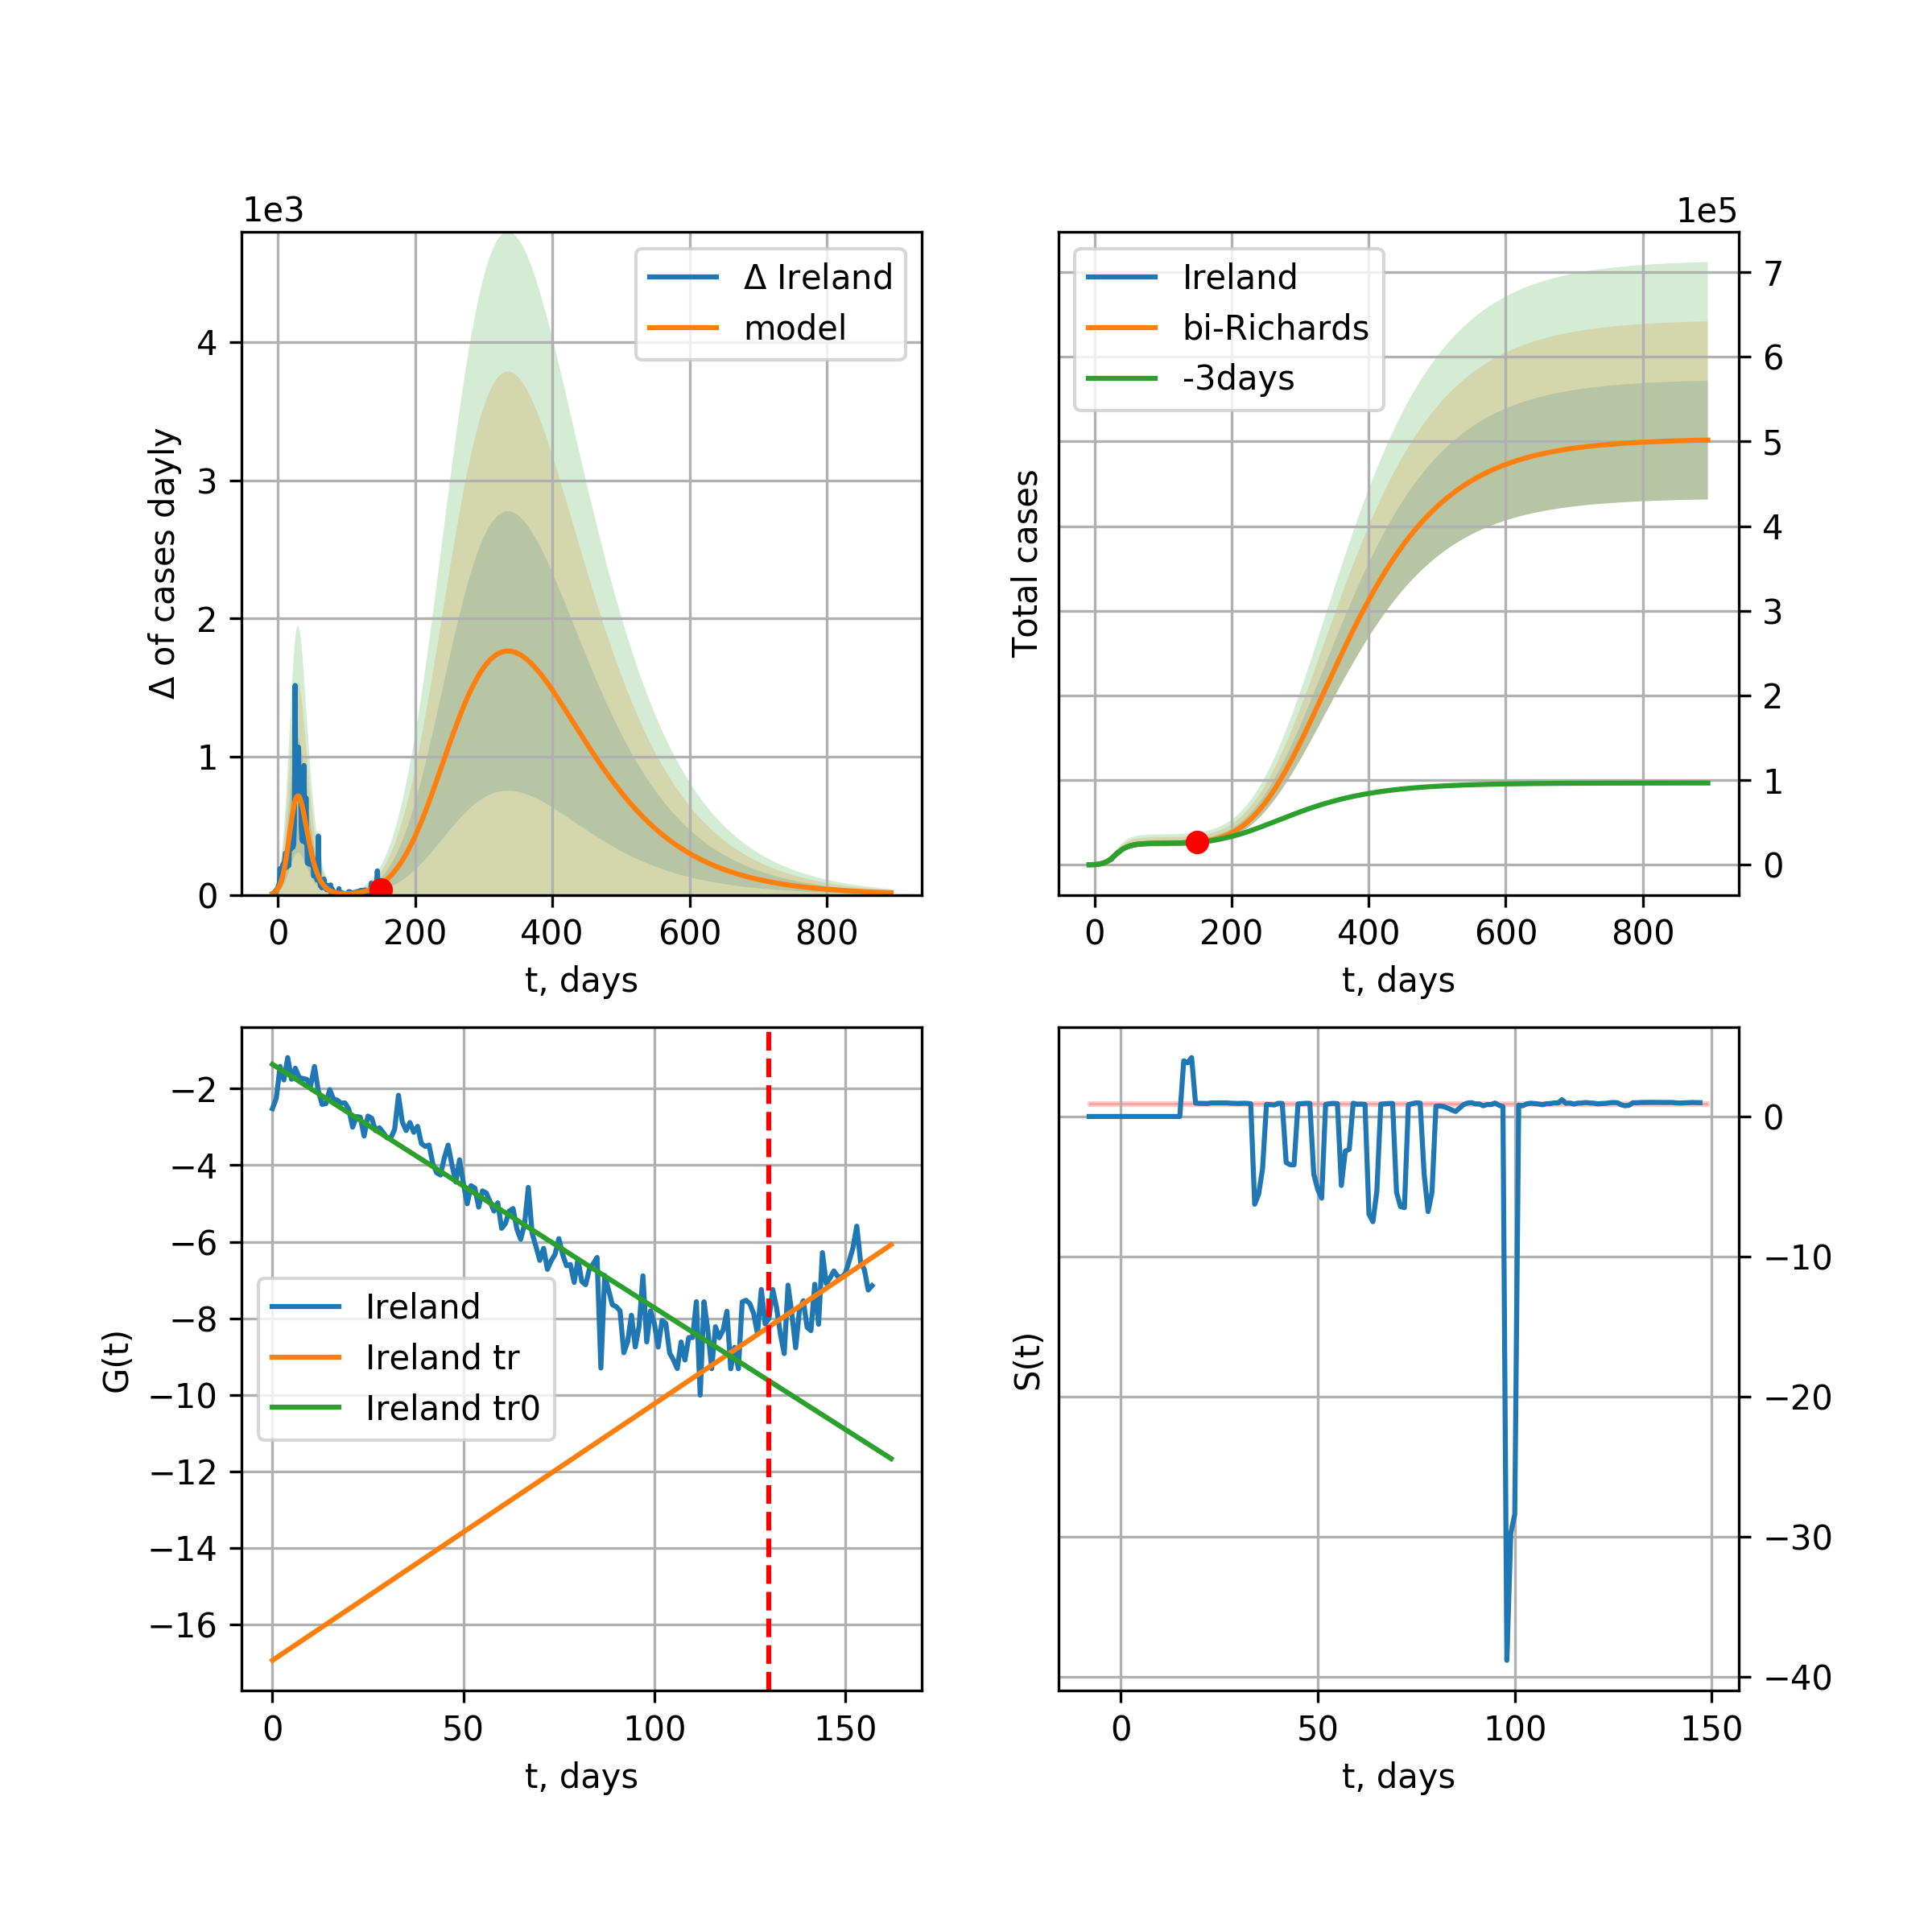 1e3
Δ of cases dayly
4
3
2
1
0
0 200 400 600 800
t, days
Δ Ireland
model
1e5
Total cases
7
6
5
4
3
2
1
0
0 200 400 600 800
t, days
Ireland
bi-Richards
-3days
G(t)
−2
−4
−6
−8
−10
−12
−14
−16
0 50 100 150
t, days
Ireland
Ireland tr
Ireland tr0
S(t)
0
−10
−20
−30
−40
0 50 100 150
t, days